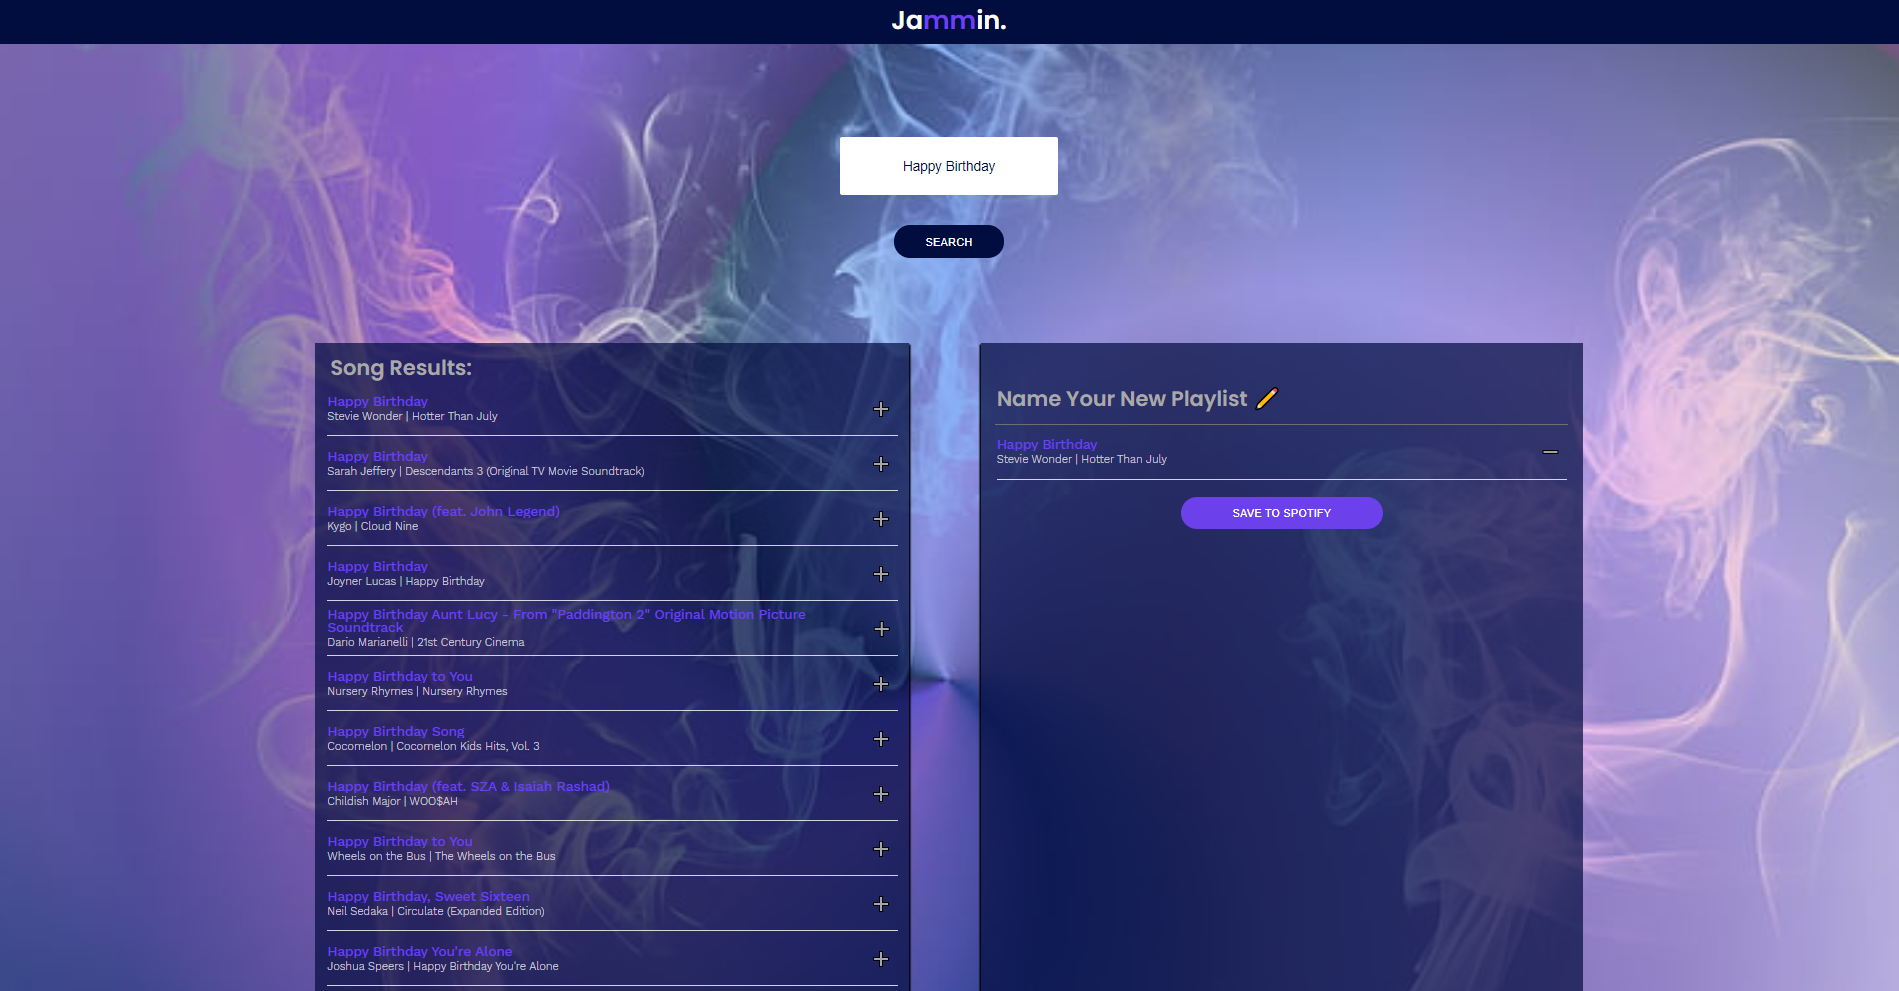 Jammin.
Happy Birthday
SEARCH
Song Results:
Happy Birthday
Stevie Wonder | Hotter Than July
Happy Birthday
Sarah Jeffery | Descendants 3 (Original TV Movie Soundtrack)
Happy Birthday (feat. John Legend)
Kygo | Cloud Nine
Happy Birthday
Joyner Lucas | Happy Birthday
Happy Birthday Aunt Lucy - From "Paddington 2" Original Motion Picture
Soundtrack
Dario Marianelli | 21st Century Cinema
Happy Birthday to You
Nursery Rhymes | Nursery Rhymes
Happy Birthday Song
Cocomelon | Cocomelon Kids Hits, Vol. 3
Happy Birthday (feat. SZA & Isaiah Rashad)
Childish Major | WOO$AH
Happy Birthday to You
Wheels on the Bus | The Wheels on the Bus
Happy Birthday, Sweet Sixteen
Neil Sedaka | Circulate (Expanded Edition)
Happy Birthday You're Alone
Joshua Speers | Happy Birthday You're Alone
Name Your New Playlist
Happy Birthday
Stevie Wonder | Hotter Than July
SAVE TO SPOTIFY